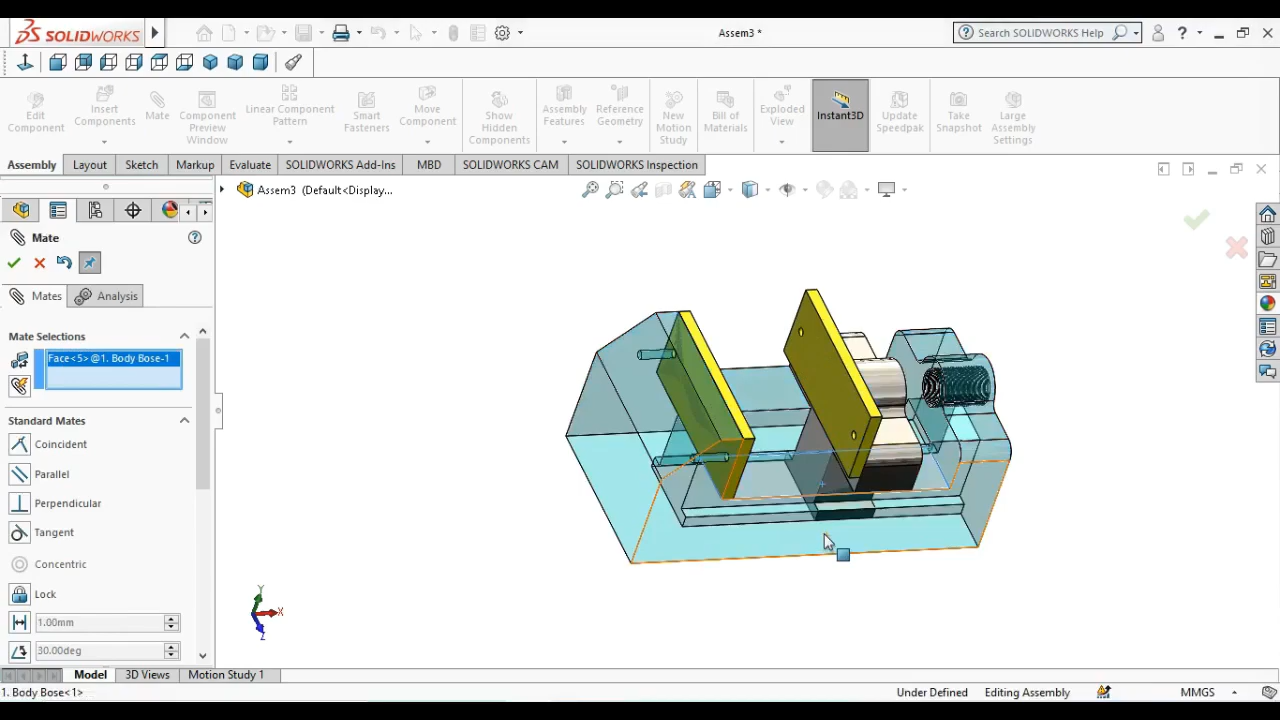 SOLIDWORKS
Assem3 *
Search SOLIDWORKS Help
?
Edit Component
Insert Components
Mate
Component Preview Window
Linear Component Pattern
Smart Fasteners
Move Component
Show Hidden Components
Assembly Features
Reference Geometry
New Motion Study
Bill of Materials
Exploded View
Instant3D
Update Speedpak
Take Snapshot
Large Assembly Settings
Assembly
Layout
Sketch
Markup
Evaluate
SOLIDWORKS Add-Ins
MBD
SOLIDWORKS CAM
SOLIDWORKS Inspection
Assem3 (Default<Display...
Mate
?
Mates
Analysis
Mate Selections
Face<5>@1. Body Bose-1
Standard Mates
Coincident
Parallel
Perpendicular
Tangent
Concentric
Lock
1.00mm
30.00deg
Y
X
Z
Model
3D Views
Motion Study 1
1. Body Bose<1>
Under Defined
Editing Assembly
MMGS